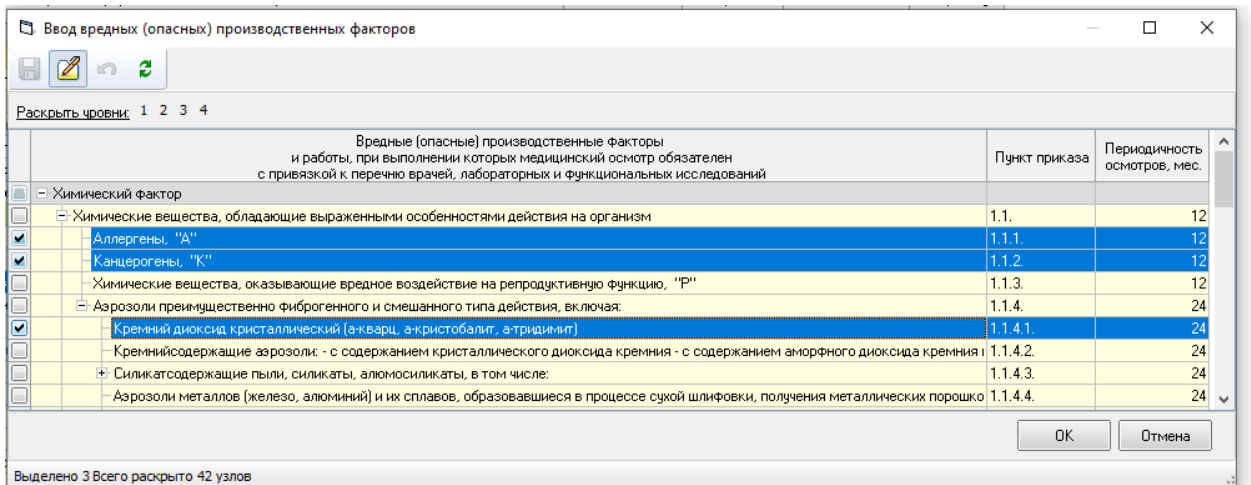 Ввод вредных (опасных) производственных факторов
Раскрыть уровни: 1 2 3 4
Вредные (опасные) производственные факторы
и работы, при выполнении которых медицинский осмотр обязателен
с привязкой к перечню врачей, лабораторных и функциональных исследований
Пункт приказа
Периодичность
осмотров, мес.
Химический фактор
Химические вещества, обладающие выраженными особенностями действия на организм 1.1. 12
Аллергены, "А" 1.1.1. 12
Канцерогены, "К" 1.1.2. 12
Химические вещества, оказывающие вредное воздействие на репродуктивную функцию, "Р" 1.1.3. 12
Аэрозоли преимущественно фиброгенного и смешанного типа действия, включая: 1.1.4. 24
Кремний диоксид кристаллический (а-кварц, а-кристобалит, а-тридимит) 1.1.4.1. 24
Кремнийсодержащие аэрозоли: - с содержанием кристаллического диоксида кремния - с содержанием аморфного диоксида кремния 1.1.4.2. 24
Силикатсодержащие пыли, силикаты, алюмосиликаты, в том числе: 1.1.4.3. 24
Аэрозоли металлов (железо, алюминий) и их сплавов, образовавшиеся в процессе сухой шлифовки, получения металлических порошко 1.1.4.4. 24
ОК Отмена
Выделено 3 Всего раскрыто 42 узлов